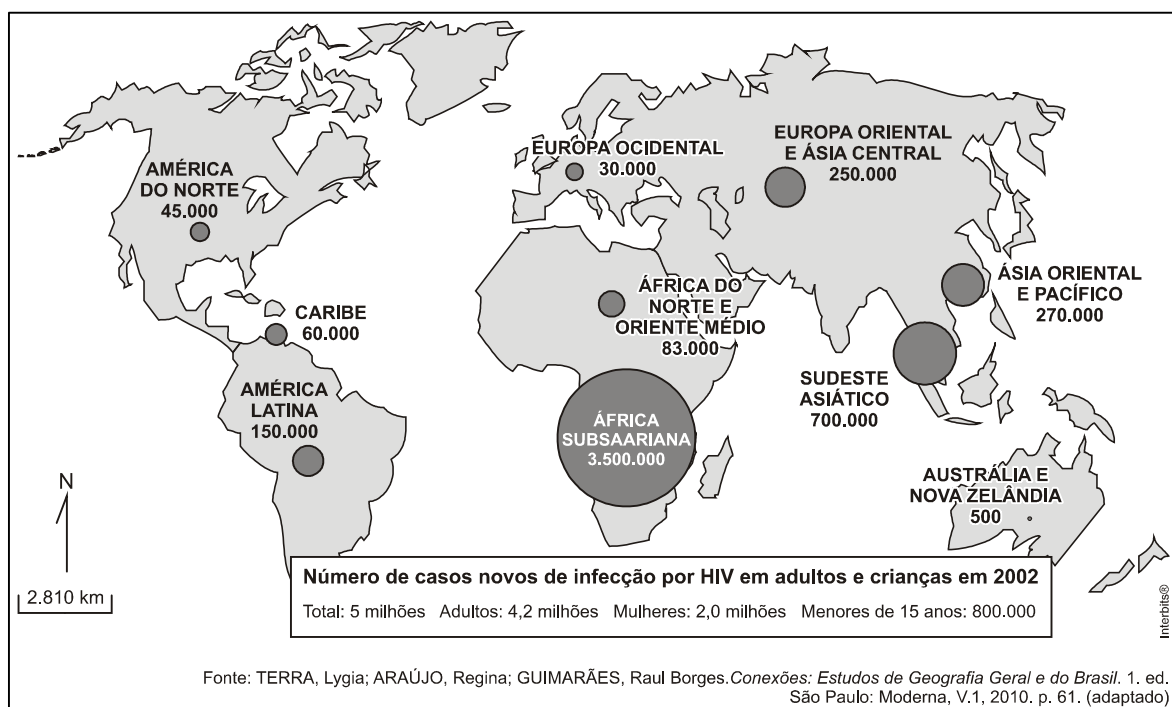 EUROPA OCIDENTAL
30.000
EUROPA ORIENTAL
E ÁSIA CENTRAL
250.000
AMÉRICA
DO NORTE
45.000
ÁSIA ORIENTAL
E PACÍFICO
270.000
CARIBE
60.000
ÁFRICA DO
NORTE E
ORIENTE MÉDIO
83.000
SUDESTE
ASIÁTICO
700.000
AMÉRICA
LATINA
150.000
ÁFRICA
SUBSAARIANA
3.500.000
AUSTRÁLIA E
NOVA ZELÂNDIA
500
N
2.810 km
Número de casos novos de infecção por HIV em adultos e crianças em 2002
Total: 5 milhões Adultos: 4,2 milhões Mulheres: 2,0 milhões Menores de 15 anos: 800.000
Interbits®
Fonte: TERRA, Lygia; ARAÚJO, Regina; GUIMARÃES, Raul Borges.Conexões: Estudos de Geografia Geral e do Brasil. 1. ed.
São Paulo: Moderna, V.1, 2010. p. 61. (adaptado)